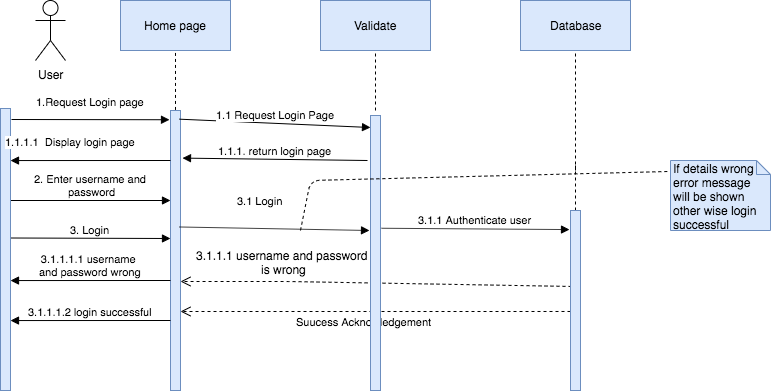 Home page
Validate
Database
User
1.Request Login page
1.1 Request Login Page
1.1.1.1 Display login page
1.1.1. return login page
If details wrong
error message
will be shown
other wise login
successful
2. Enter username and
password
3.1 Login
3.1.1 Authenticate user
3. Login
3.1.1.1.1 username
and password wrong
3.1.1.1 username and password
is wrong
3.1.1.1.2 login successful
Suucess Acknowledgement